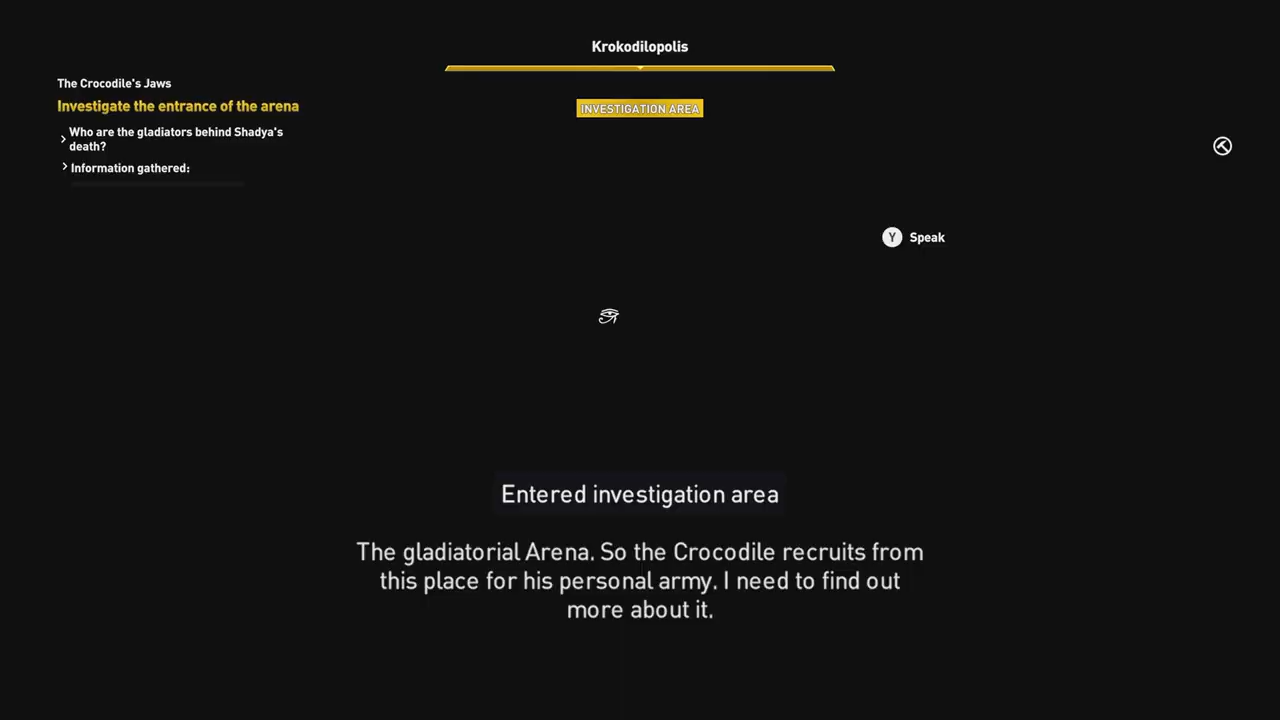 Krokodilopolis
The Crocodile's Jaws
Investigate the entrance of the arena
INVESTIGATION AREA
Who are the gladiators behind Shadya's
death?
Information gathered:
Y Speak
Entered investigation area
The gladiatorial Arena. So the Crocodile recruits from
this place for his personal army. I need to find out
more about it.